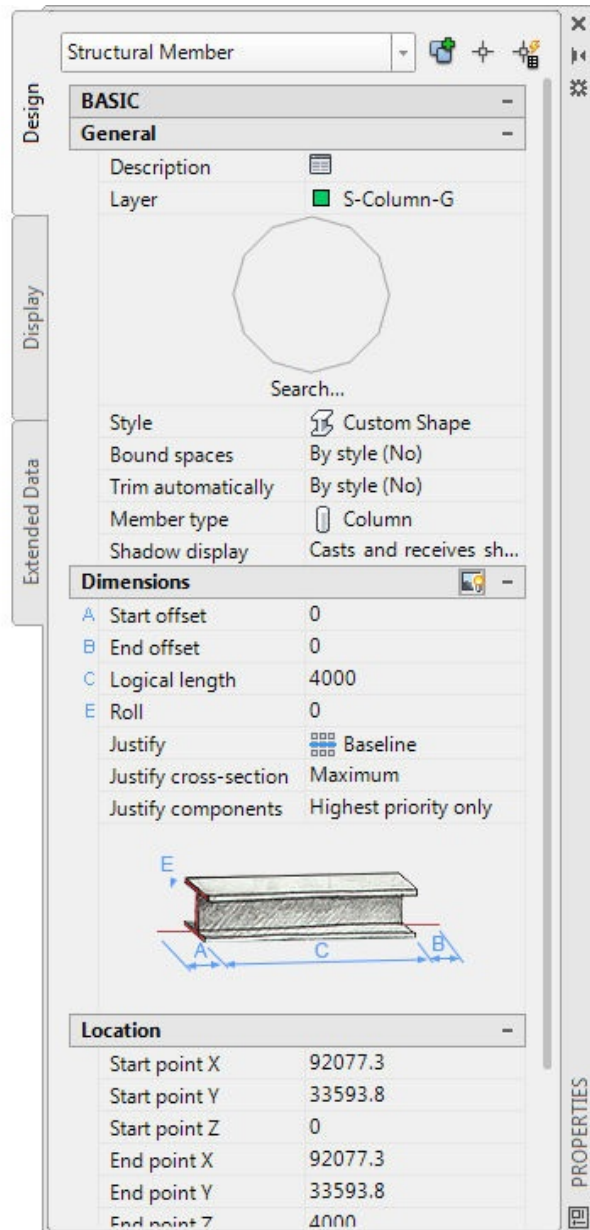 Structural Member
Design
Display
Extended Data
BASIC
General
Description
Layer S-Column-G
Search...
Style Custom Shape
Bound spaces By style (No)
Trim automatically By style (No)
Member type Column
Shadow display Casts and receives sh...
Dimensions
A Start offset 0
B End offset 0
C Logical length 4000
E Roll 0
Justify Baseline
Justify cross-section Maximum
Justify components Highest priority only
E
A C B
Location
Start point X 92077.3
Start point Y 33593.8
Start point Z 0
End point X 92077.3
End point Y 33593.8
End point Z 4000
PROPERTIES